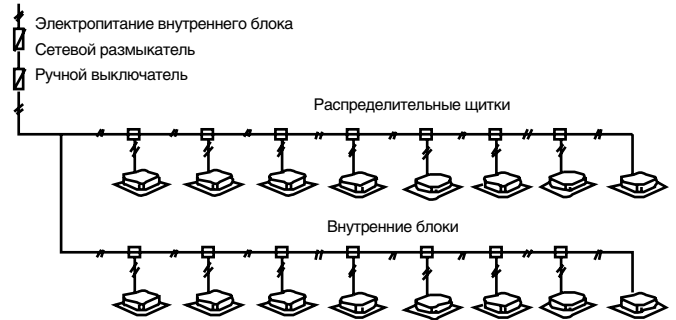 Электропитание внутреннего блока
Сетевой размыкатель
Ручной выключатель
Распределительные щитки
Внутренние блоки